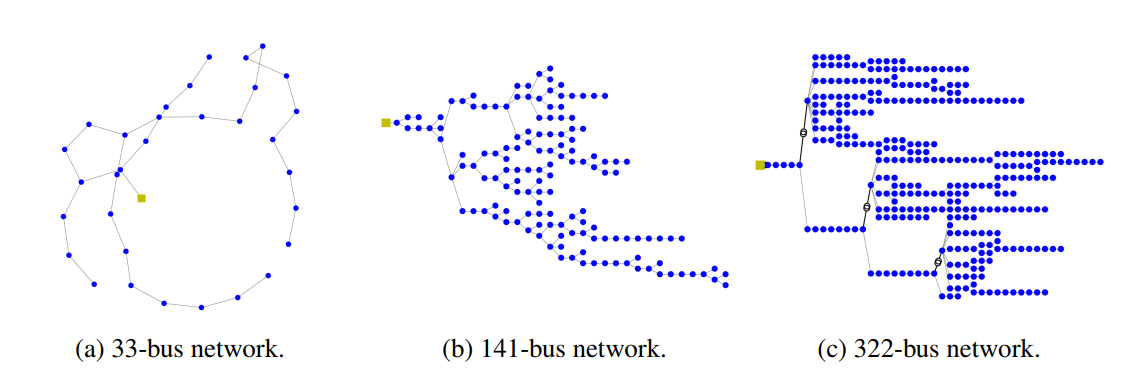 (a) 33-bus network.
(b) 141-bus network.
(c) 322-bus network.